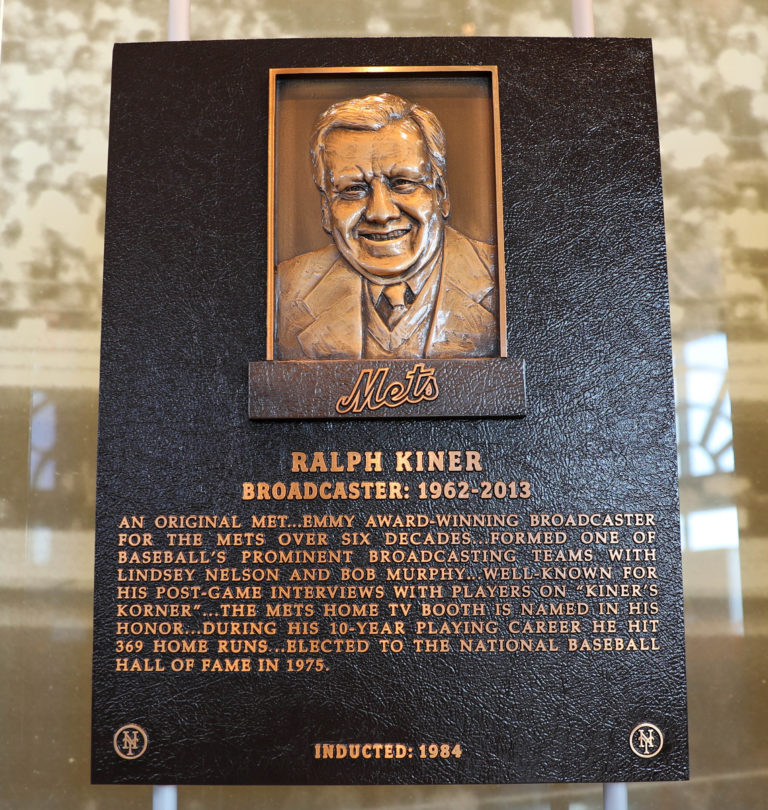 Mets
RALPH KINER
BROADCASTER: 1962-2013
AN ORIGINAL MET...EMMY AWARD-WINNING BROADCASTER
FOR THE METS OVER SIX DECADES...FORMED ONE OF
BASEBALL'S PROMINENT BROADCASTING TEAMS WITH
LINDSEY NELSON AND BOB MURPHY...WELL-KNOWN FOR
HIS POST-GAME INTERVIEWS WITH PLAYERS ON "KINER'S
KORNER"...THE METS HOME TV BOOTH IS NAMED IN HIS
HONOR...DURING HIS 10-YEAR PLAYING CAREER HE HIT
369 HOME RUNS...ELECTED TO THE NATIONAL BASEBALL
HALL OF FAME IN 1975.
NY NY
INDUCTED: 1984